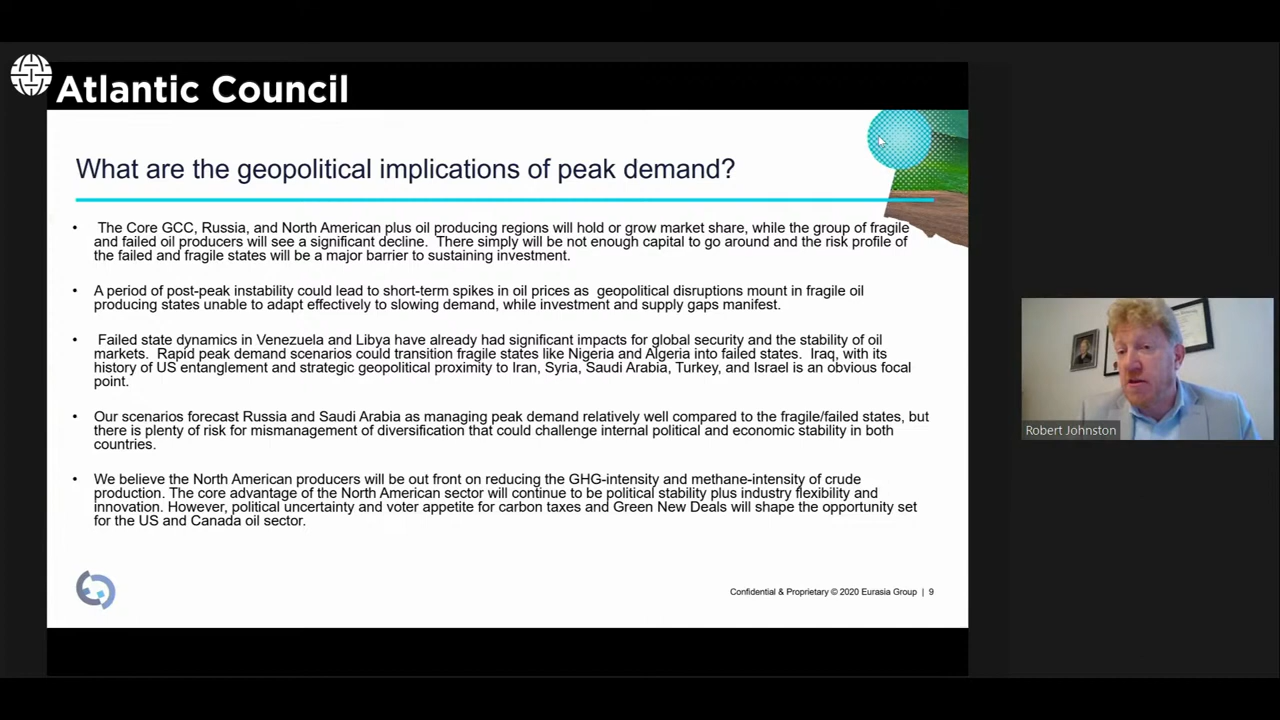 Atlantic Council
What are the geopolitical implications of peak demand?
• The Core GCC, Russia, and North American plus oil producing regions will hold or grow market share, while the group of fragile
and failed oil producers will see a significant decline. There simply will be not enough capital to go around and the risk profile of
the failed and fragile states will be a major barrier to sustaining investment.
• A period of post-peak instability could lead to short-term spikes in oil prices as geopolitical disruptions mount in fragile oil
producing states unable to adapt effectively to slowing demand, while investment and supply gaps manifest.
• Failed state dynamics in Venezuela and Libya have already had significant impacts for global security and the stability of oil
markets. Rapid peak demand scenarios could transition fragile states like Nigeria and Algeria into failed states. Iraq, with its
history of US entanglement and strategic geopolitical proximity to Iran, Syria, Saudi Arabia, Turkey, and Israel is an obvious focal
point.
• Our scenarios forecast Russia and Saudi Arabia as managing peak demand relatively well compared to the fragile/failed states, but
there is plenty of risk for mismanagement of diversification that could challenge internal political and economic stability in both
countries.
• We believe the North American producers will be out front on reducing the GHG-intensity and methane-intensity of crude
production. The core advantage of the North American sector will continue to be political stability plus industry flexibility and
innovation. However, political uncertainty and voter appetite for carbon taxes and Green New Deals will shape the opportunity set
for the US and Canada oil sector.
Confidential & Proprietary © 2020 Eurasia Group | 9
Robert Johnston